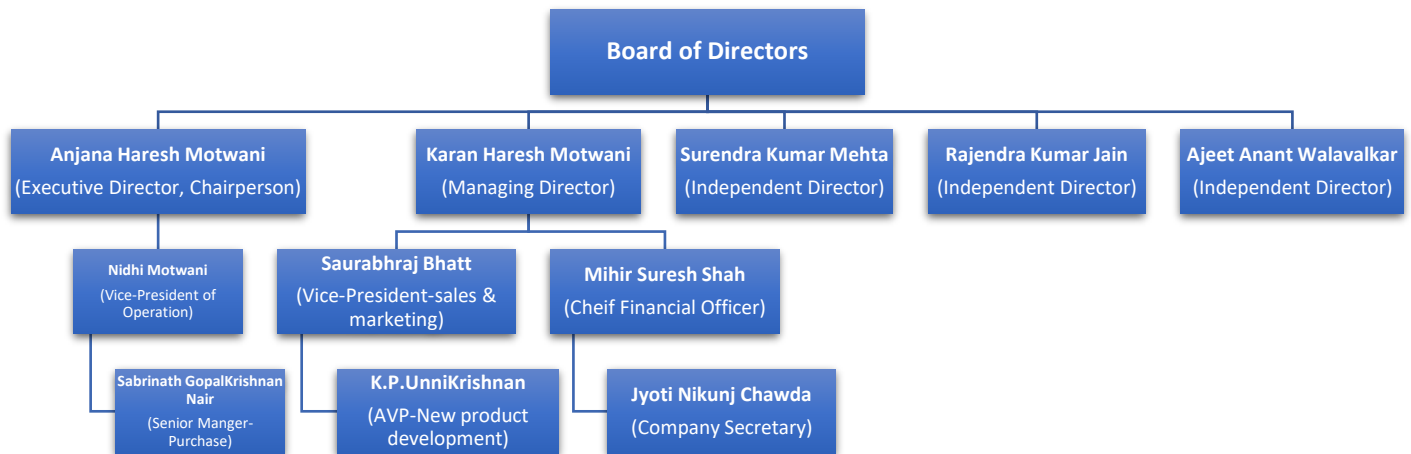 Board of Directors
Anjana Haresh Motwani
(Executive Director, Chairperson)
Karan Haresh Motwani
(Managing Director)
Surendra Kumar Mehta
(Independent Director)
Rajendra Kumar Jain
(Independent Director)
Ajeet Anant Walavalkar
(Independent Director)
Nidhi Motwani
(Vice-President of
Operation)
Saurabhraj Bhatt
(Vice-President-sales &
marketing)
Mihir Suresh Shah
(Cheif Financial Officer)
Sabrinath GopalKrishnan
Nair
(Senior Manger-
Purchase)
K.P.UnniKrishnan
(AVP-New product
development)
Jyoti Nikunj Chawda
(Company Secretary)